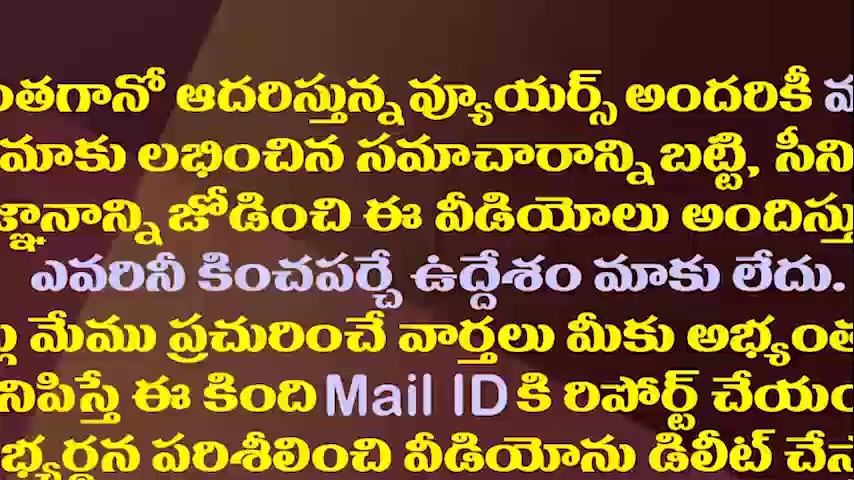 ంతగానో ఆదరిస్తున్న వ్యూయర్స్ అందరికీ
మాకు లభించిన సమాచారాన్ని బట్టి, సీని
జ్ఞానాన్ని జోడించి ఈ వీడియోలు అందిస్తు
ఎవరినీ కించపర్చే ఉద్దేశం మాకు లేదు.
మేము ప్రచురించే వార్తలు మీకు అభ్యంత
నిపిస్తే ఈ కింది Mail ID కి రిపోర్ట్ చేయం
భ్యర్థన పరిశీలించి వీడియోను డిలీట్ చేస